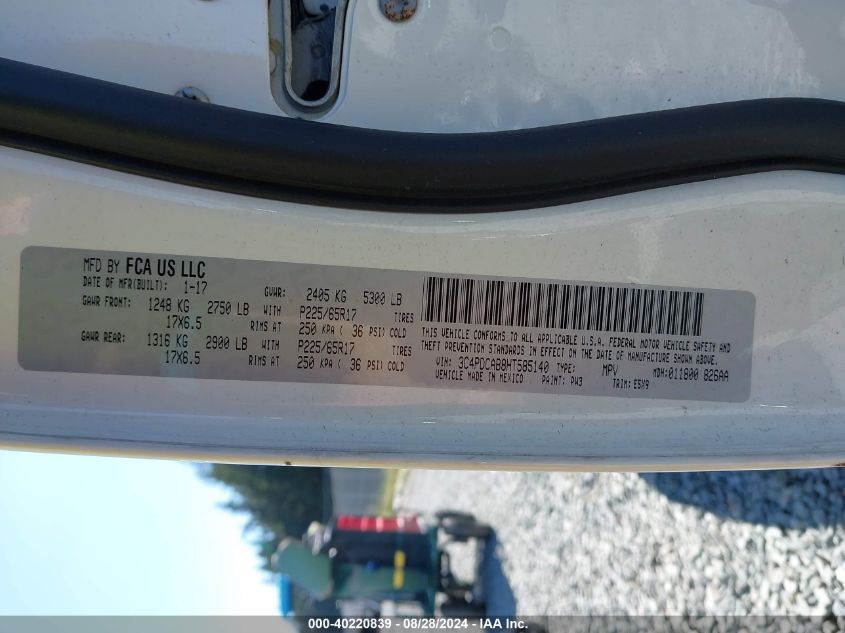 MFD BY FCA US LLC
DATE OF MFR(BUILT): 1-17 GVWR: 2405 KG 5300 LB
GAWR FRONT: 1248 KG 2750 LB WITH P225/65R17 TIRES
17X6.5 RIMS AT 250 KPA ( 36 PSI) COLD
GAWR REAR: 1316 KG 2900 LB WITH P225/65R17 TIRES
17X6.5 RIMS AT 250 KPA ( 36 PSI) COLD
THIS VEHICLE CONFORMS TO ALL APPLICABLE U.S.A. FEDERAL MOTOR VEHICLE SAFETY AND
THEFT PREVENTION STANDARDS IN EFFECT ON THE DATE OF MANUFACTURE SHOWN ABOVE.
VIN: 3C4PDCAB8HT585140 TYPE: MPV MDH: 011800 826AA
VEHICLE MADE IN MEXICO PAINT: PW3 TRIM: E5X9
000-40220839 - 08/28/2024 - IAA Inc.